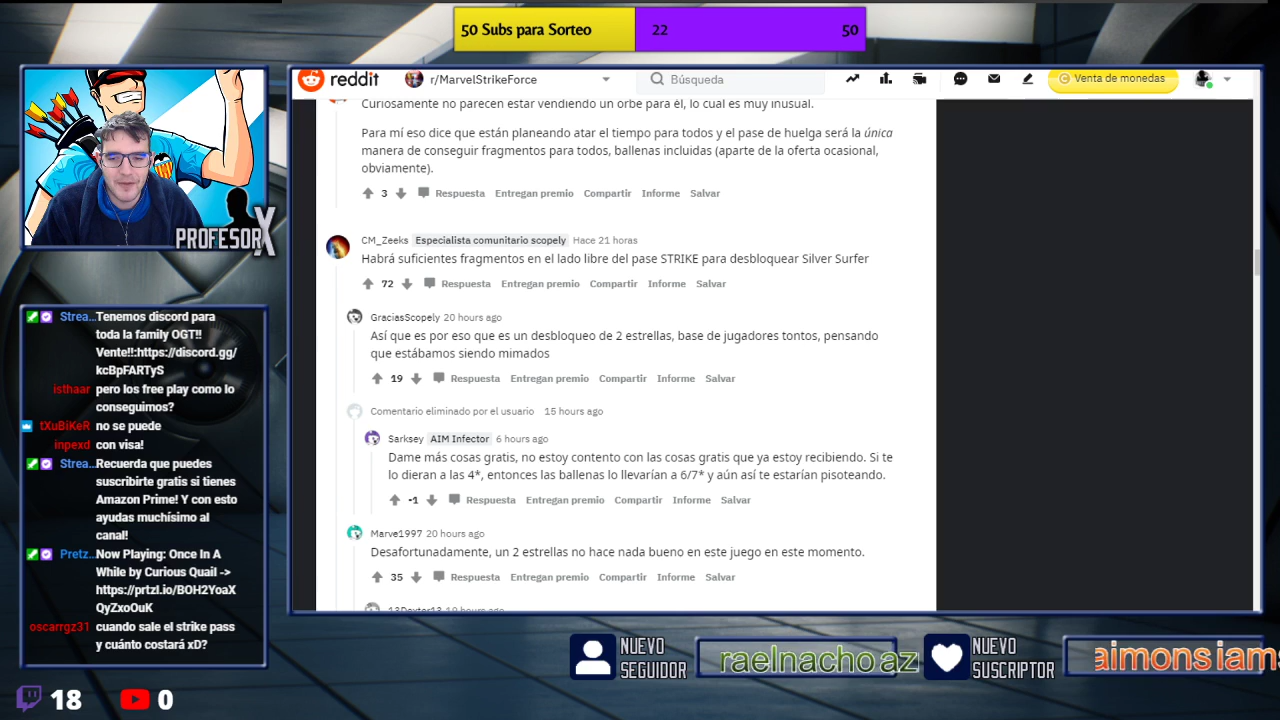 50 Subs para Sorteo
22
50
reddit
r/MarvelStrikeForce
Búsqueda
Venta de monedas
Curiosamente no parecen estar vendiendo un orbe para él, lo cual es muy inusual.
Para mí eso dice que están planeando atar el tiempo para todos y el pase de huelga será la única
manera de conseguir fragmentos para todos, ballenas incluidas (aparte de la oferta ocasional,
obviamente).
3 Respuesta Entregan premio Compartir Informe Salvar
CM_Zeeks Especialista comunitario scopely Hace 21 horas
Habrá suficientes fragmentos en el lado libre del pase STRIKE para desbloquear Silver Surfer
72 Respuesta Entregan premio Compartir Informe Salvar
GraciasScopely 20 hours ago
Así que es por eso que es un desbloqueo de 2 estrellas, base de jugadores tontos, pensando
que estábamos siendo mimados
19 Respuesta Entregan premio Compartir Informe Salvar
Comentario eliminado por el usuario 15 hours ago
Sarksey AIM Infector 6 hours ago
Dame más cosas gratis, no estoy contento con las cosas gratis que ya estoy recibiendo. Si te
lo dieran a las 4*, entonces las ballenas lo llevarían a 6/7* y aún así te estarían pisoteando.
-1 Respuesta Entregan premio Compartir Informe Salvar
Marve1997 20 hours ago
Desafortunadamente, un 2 estrellas no hace nada bueno en este juego en este momento.
35 Respuesta Entregan premio Compartir Informe Salvar
PROFESOR X
Strea... Tenemos discord para
toda la family OGT!!
Vente!!:https://discord.gg/
kcBpFARTyS
isthaar pero los free play como lo
conseguimos?
tXuBiKeR no se puede
inpexd con visa!
Strea... Recuerda que puedes
suscribirte gratis si tienes
Amazon Prime! Y con esto
ayudas muchísimo al
canal!
Pretz... Now Playing: Once In A
While by Curious Quail ->
https://prtzl.io/BOH2YoaX
QyZxoOuK
oscarrgz31 cuando sale el strike pass
y cuánto costará xD?
18
0
NUEVO
SEGUIDOR
raelnacho az
NUEVO
SUSCRIPTOR
aimons iam